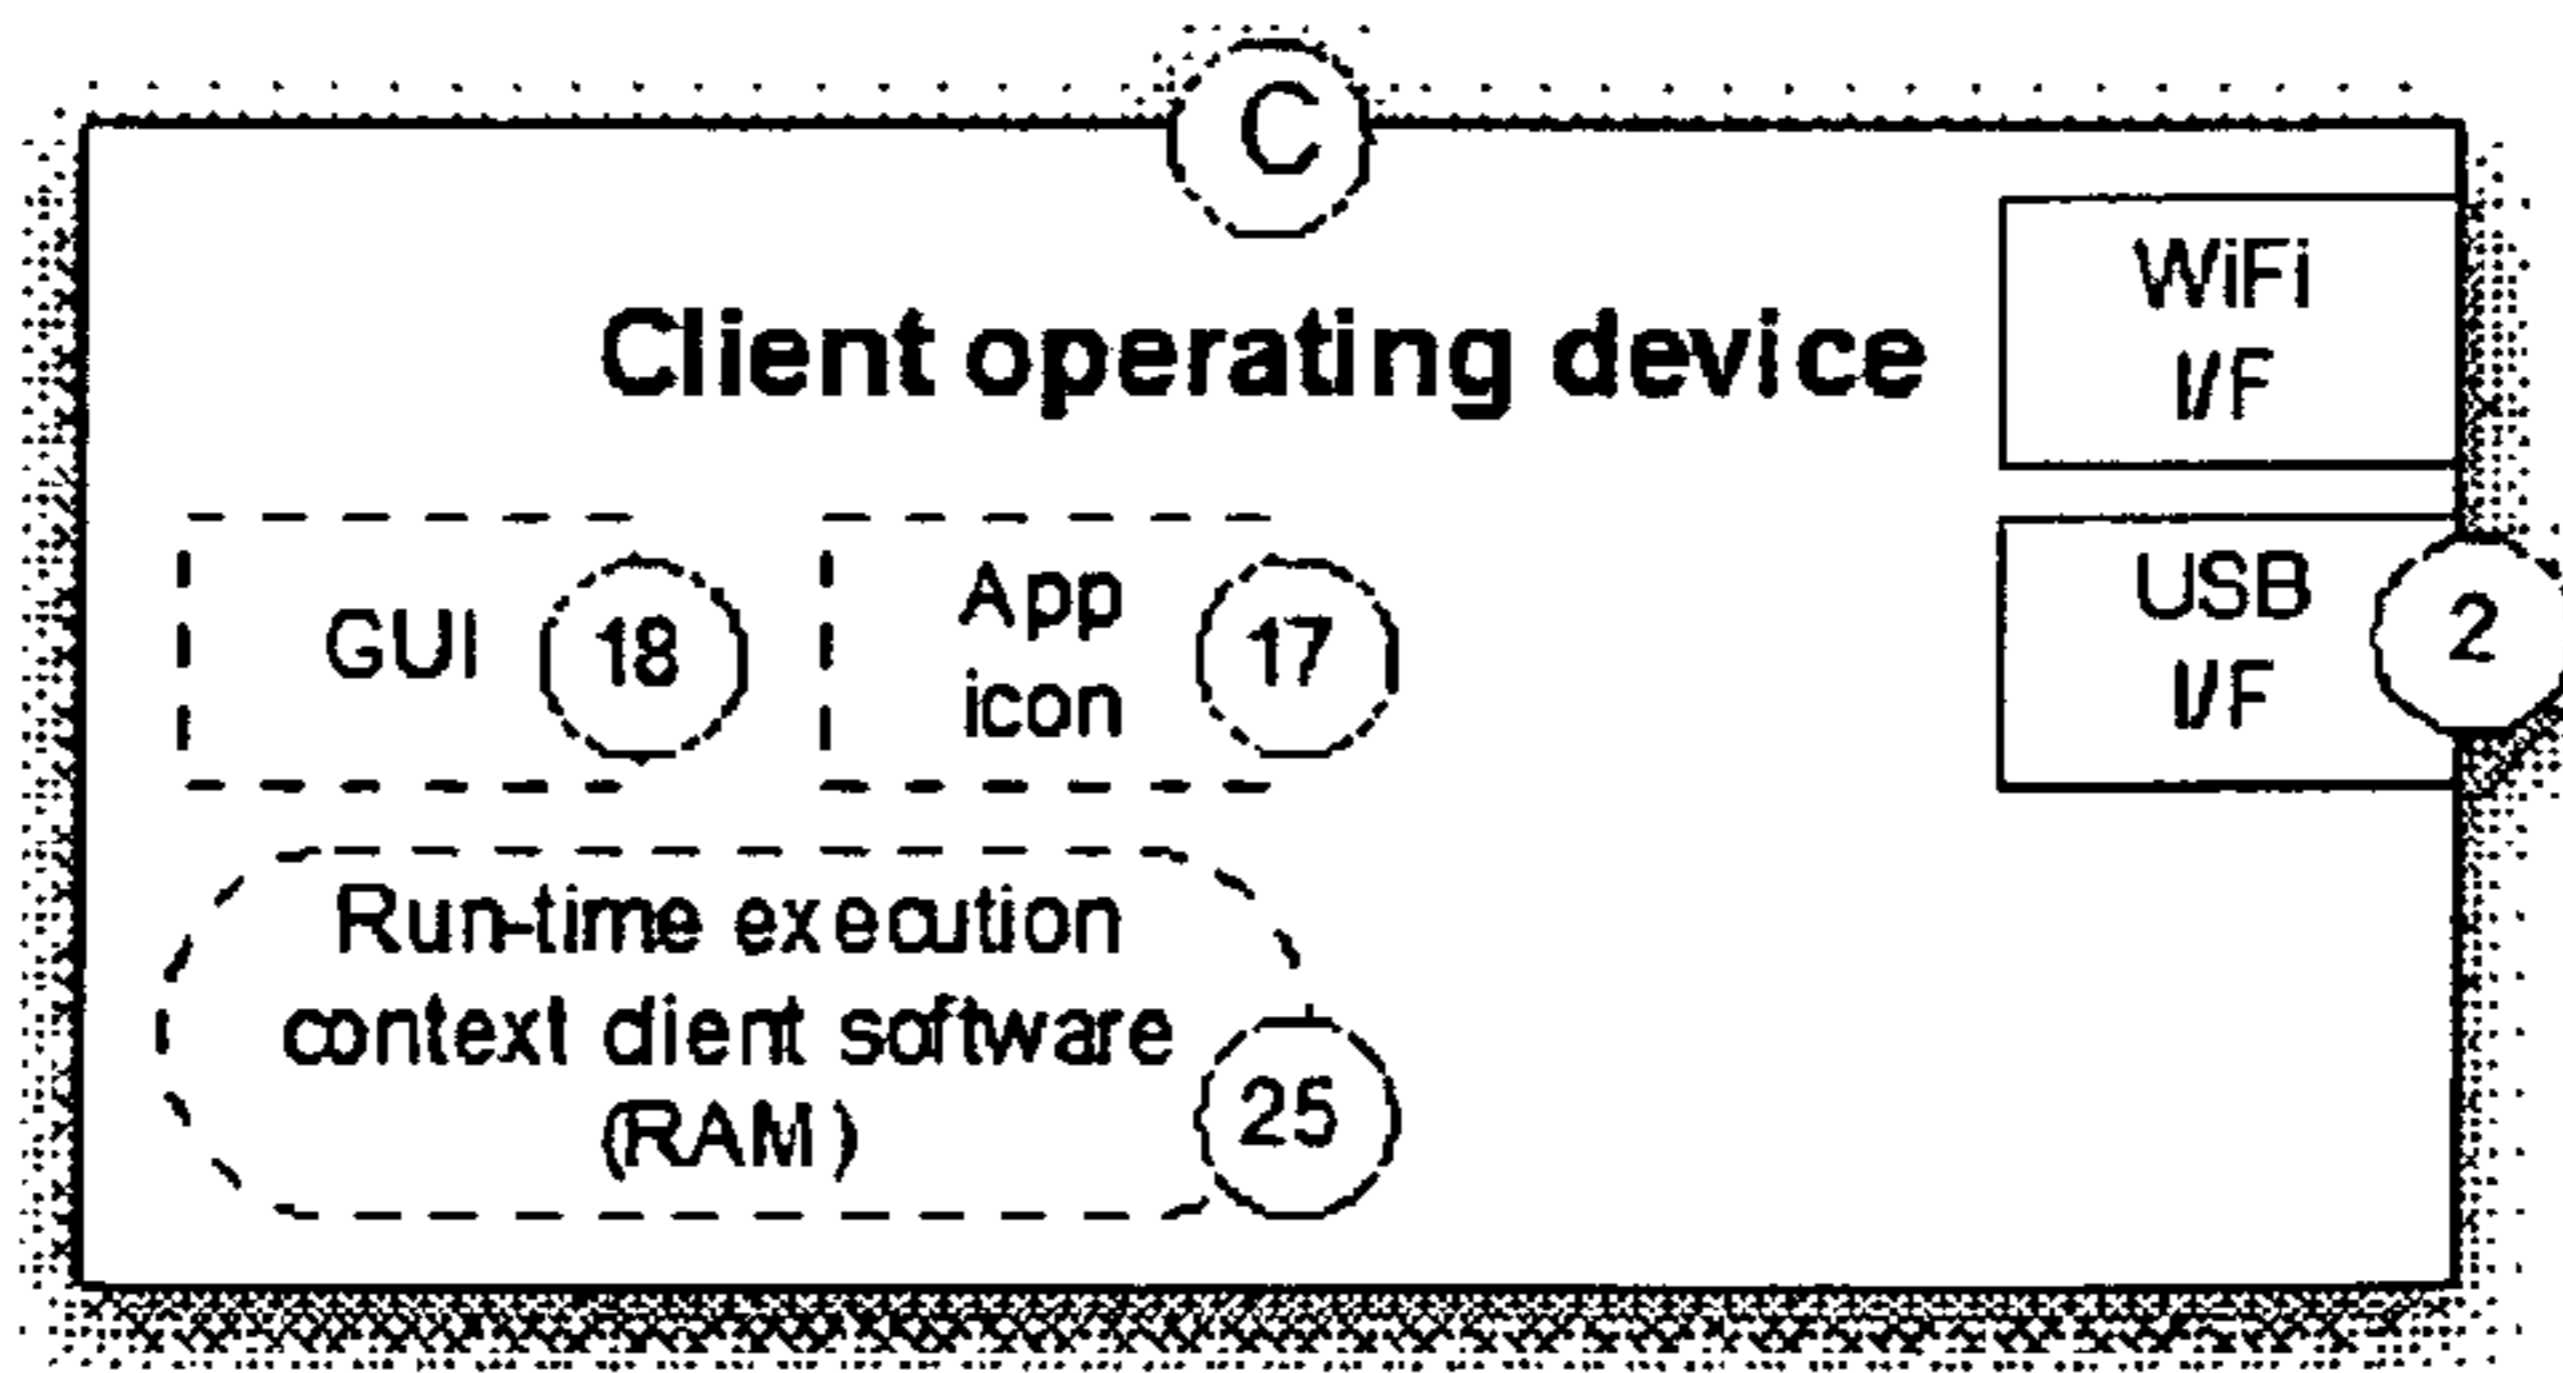 C
Client operating device
WiFi
I/F
GUI
18
App
icon
17
USB
I/F
2
Run-time execution
context client software
(RAM)
25